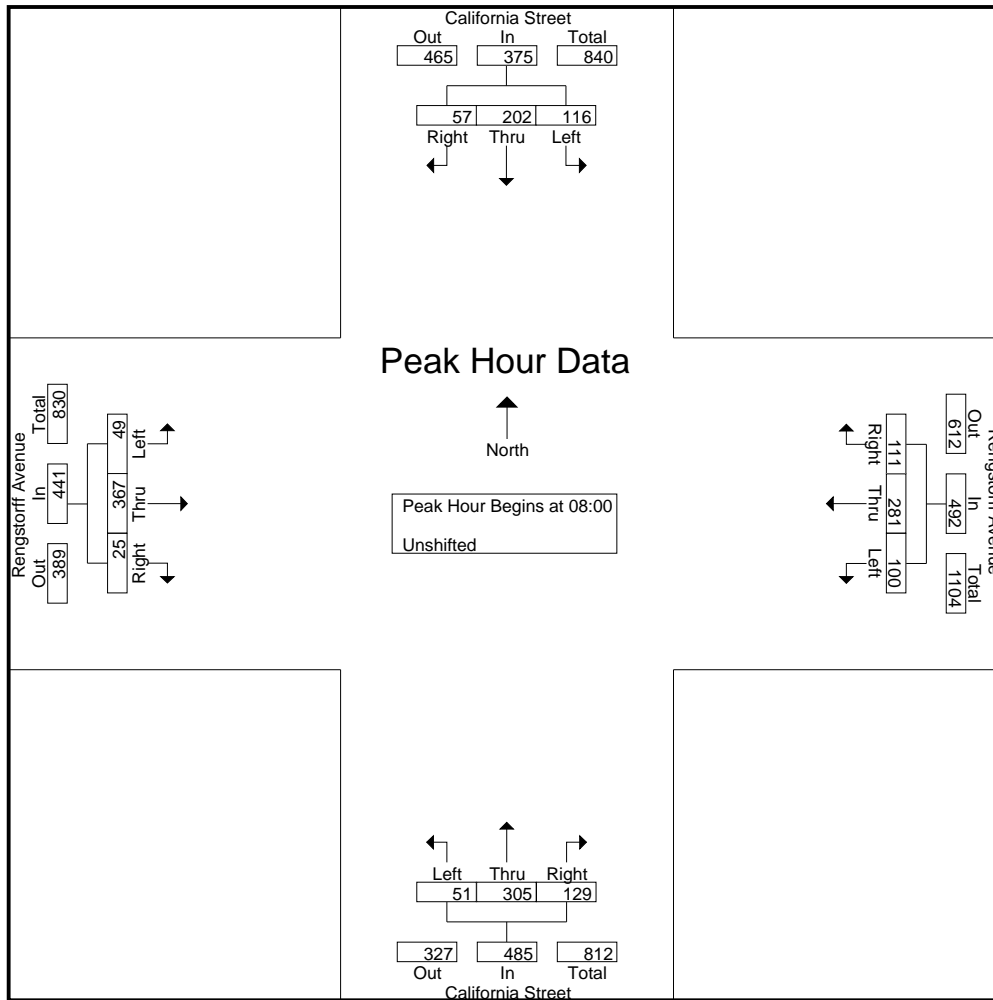 California Street
Out In Total
465 375 840
57 202 116
Right Thru Left
Peak Hour Data
North
Peak Hour Begins at 08:00
Unshifted
Rengstorff Avenue
Total In Out
830 441 389
49 367 25
Left Thru Right
Out In Total
612 492 1104
111 281 100
Right Thru Left
Left Thru Right
51 305 129
327 485 812
Out In Total
California Street